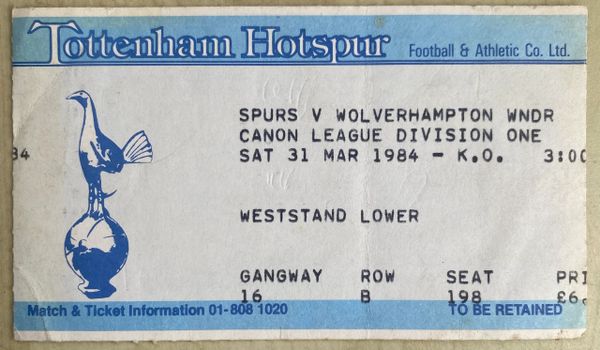 Tottenham Hotspur Football & Athletic Co. Ltd.
SPURS V WOLVERHAMPTON WNDR
CANON LEAGUE DIVISION ONE
84 SAT 31 MAR 1984 - K.O. 3:00
WESTSTAND LOWER
GANGWAY ROW SEAT PRI
16 B 198 £6.
Match & Ticket Information 01-808 1020 TO BE RETAINED